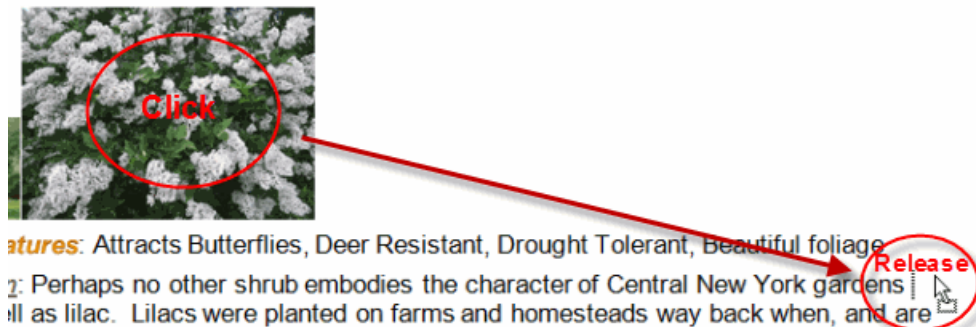 Click
atures: Attracts Butterflies, Deer Resistant, Drought Tolerant, Beautiful foliage
Release
: Perhaps no other shrub embodies the character of Central New York gardens
ell as lilac. Lilacs were planted on farms and homesteads way back when, and are